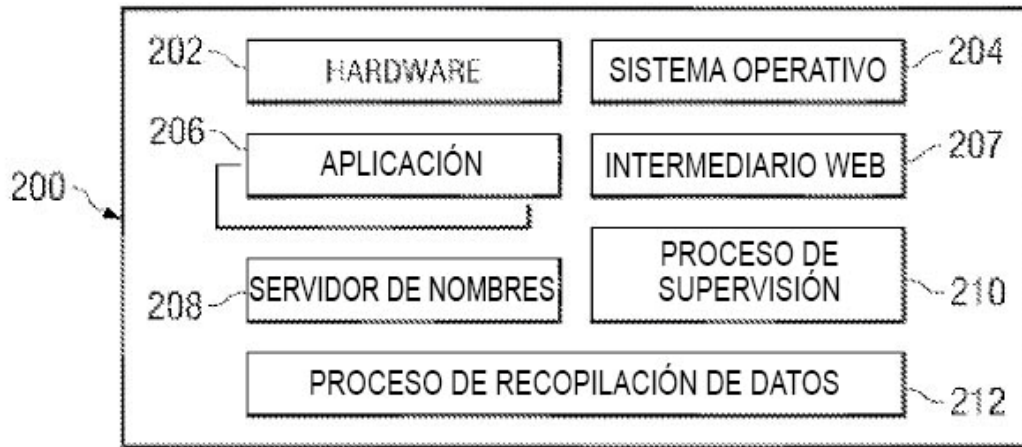 202
HARDWARE
SISTEMA OPERATIVO
204
206
APLICACIÓN
INTERMEDIARIO WEB
207
200
208
SERVIDOR DE NOMBRES
PROCESO DE
SUPERVISIÓN
210
PROCESO DE RECOPILACIÓN DE DATOS
212